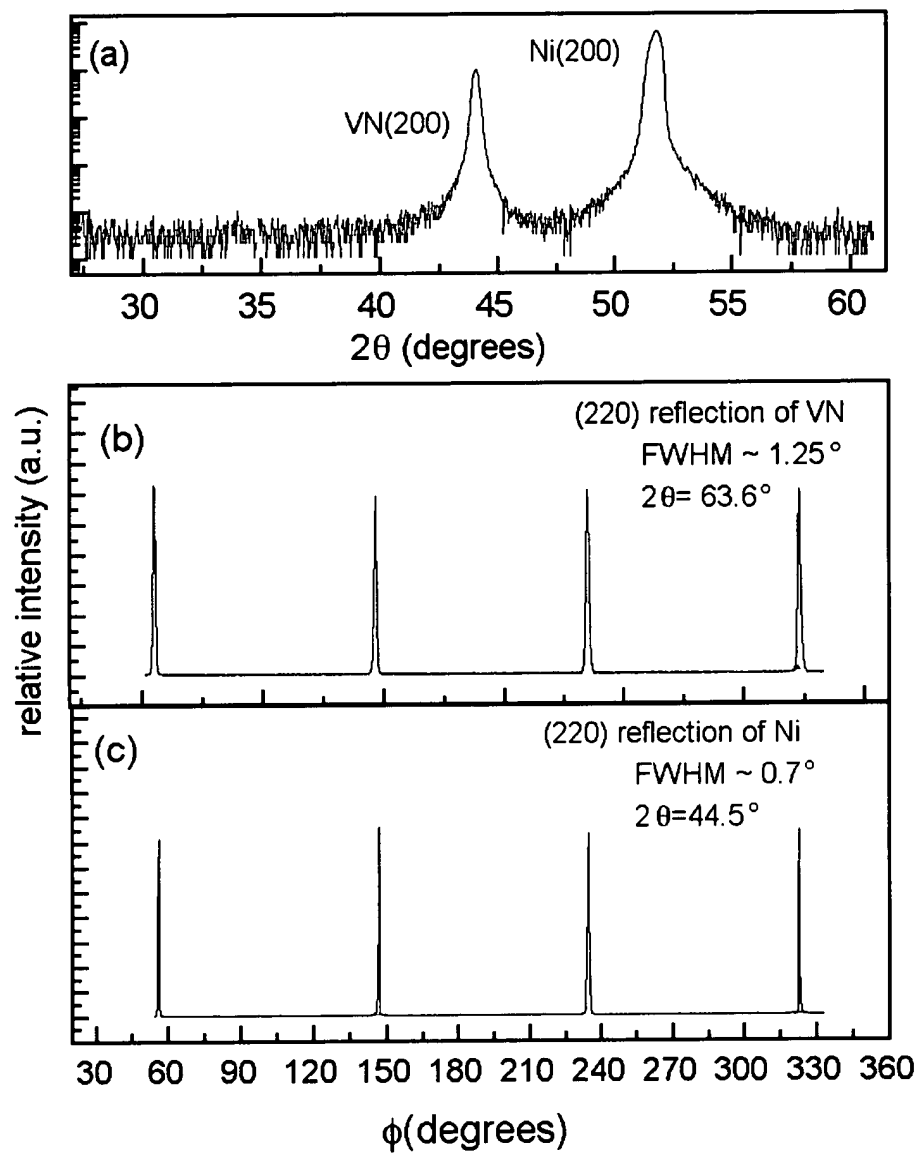 (a)
Ni(200)
VN(200)
30 35 40 45 50 55 60
2θ (degrees)
relative intensity (a.u.)
(b)
(220) reflection of VN
FWHM ~ 1.25°
2θ= 63.6°
(c)
(220) reflection of Ni
FWHM ~ 0.7°
2θ=44.5°
30 60 90 120 150 180 210 240 270 300 330 360
ϕ(degrees)